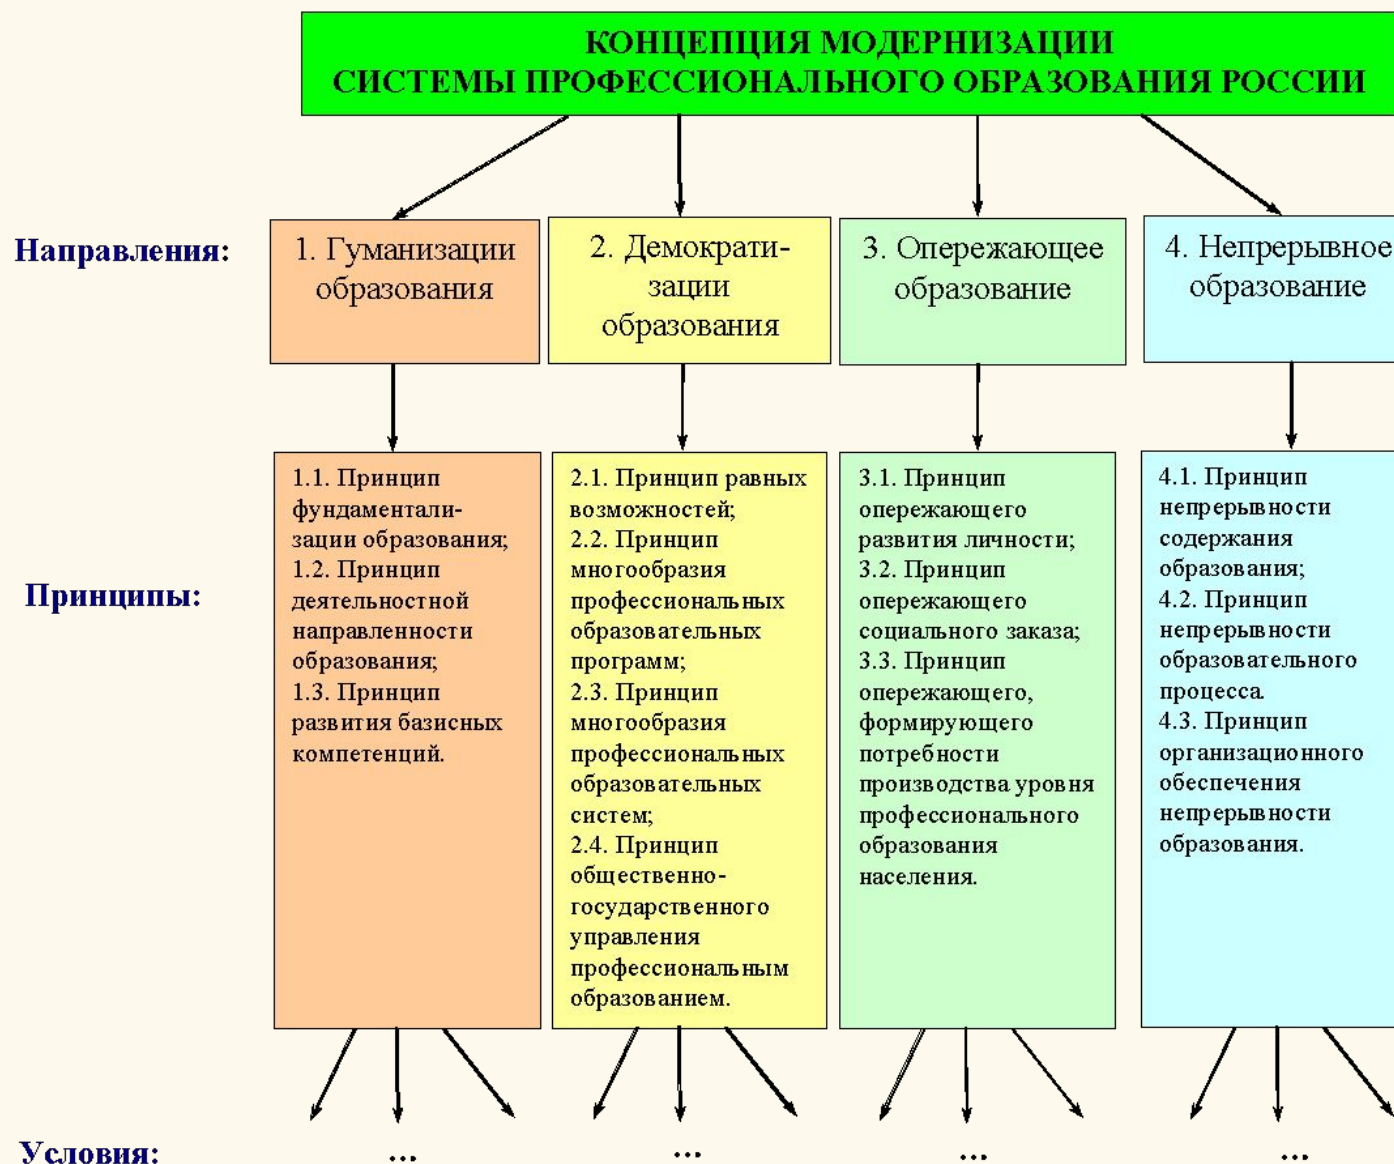 КОНЦЕПЦИЯ МОДЕРНИЗАЦИИ
СИСТЕМЫ ПРОФЕССИОНАЛЬНОГО ОБРАЗОВАНИЯ РОССИИ
Направления:
1. Гуманизации
образования
2. Демократи-
зации
образования
3. Опережающее
образование
4. Непрерывное
образование
Принципы:
1.1. Принцип
фундаментали-
зации образования;
1.2. Принцип
деятельностной
направленности
образования;
1.3. Принцип
развития базисных
компетенций.
2.1. Принцип равных
возможностей;
2.2. Принцип
многообразия
профессиональных
образовательных
программ;
2.3. Принцип
многообразия
профессиональных
образовательных
систем;
2.4. Принцип
общественно-
государственного
управления
профессиональным
образованием.
3.1. Принцип
опережающего
развития личности;
3.2. Принцип
опережающего
социального заказа;
3.3. Принцип
опережающего,
формирующего
потребности
производства уровня
профессионального
образования
населения.
4.1. Принцип
непрерывности
содержания
образования;
4.2. Принцип
непрерывности
образовательного
процесса.
4.3. Принцип
организационного
обеспечения
непрерывности
образования.
Условия:
...
...
...
...